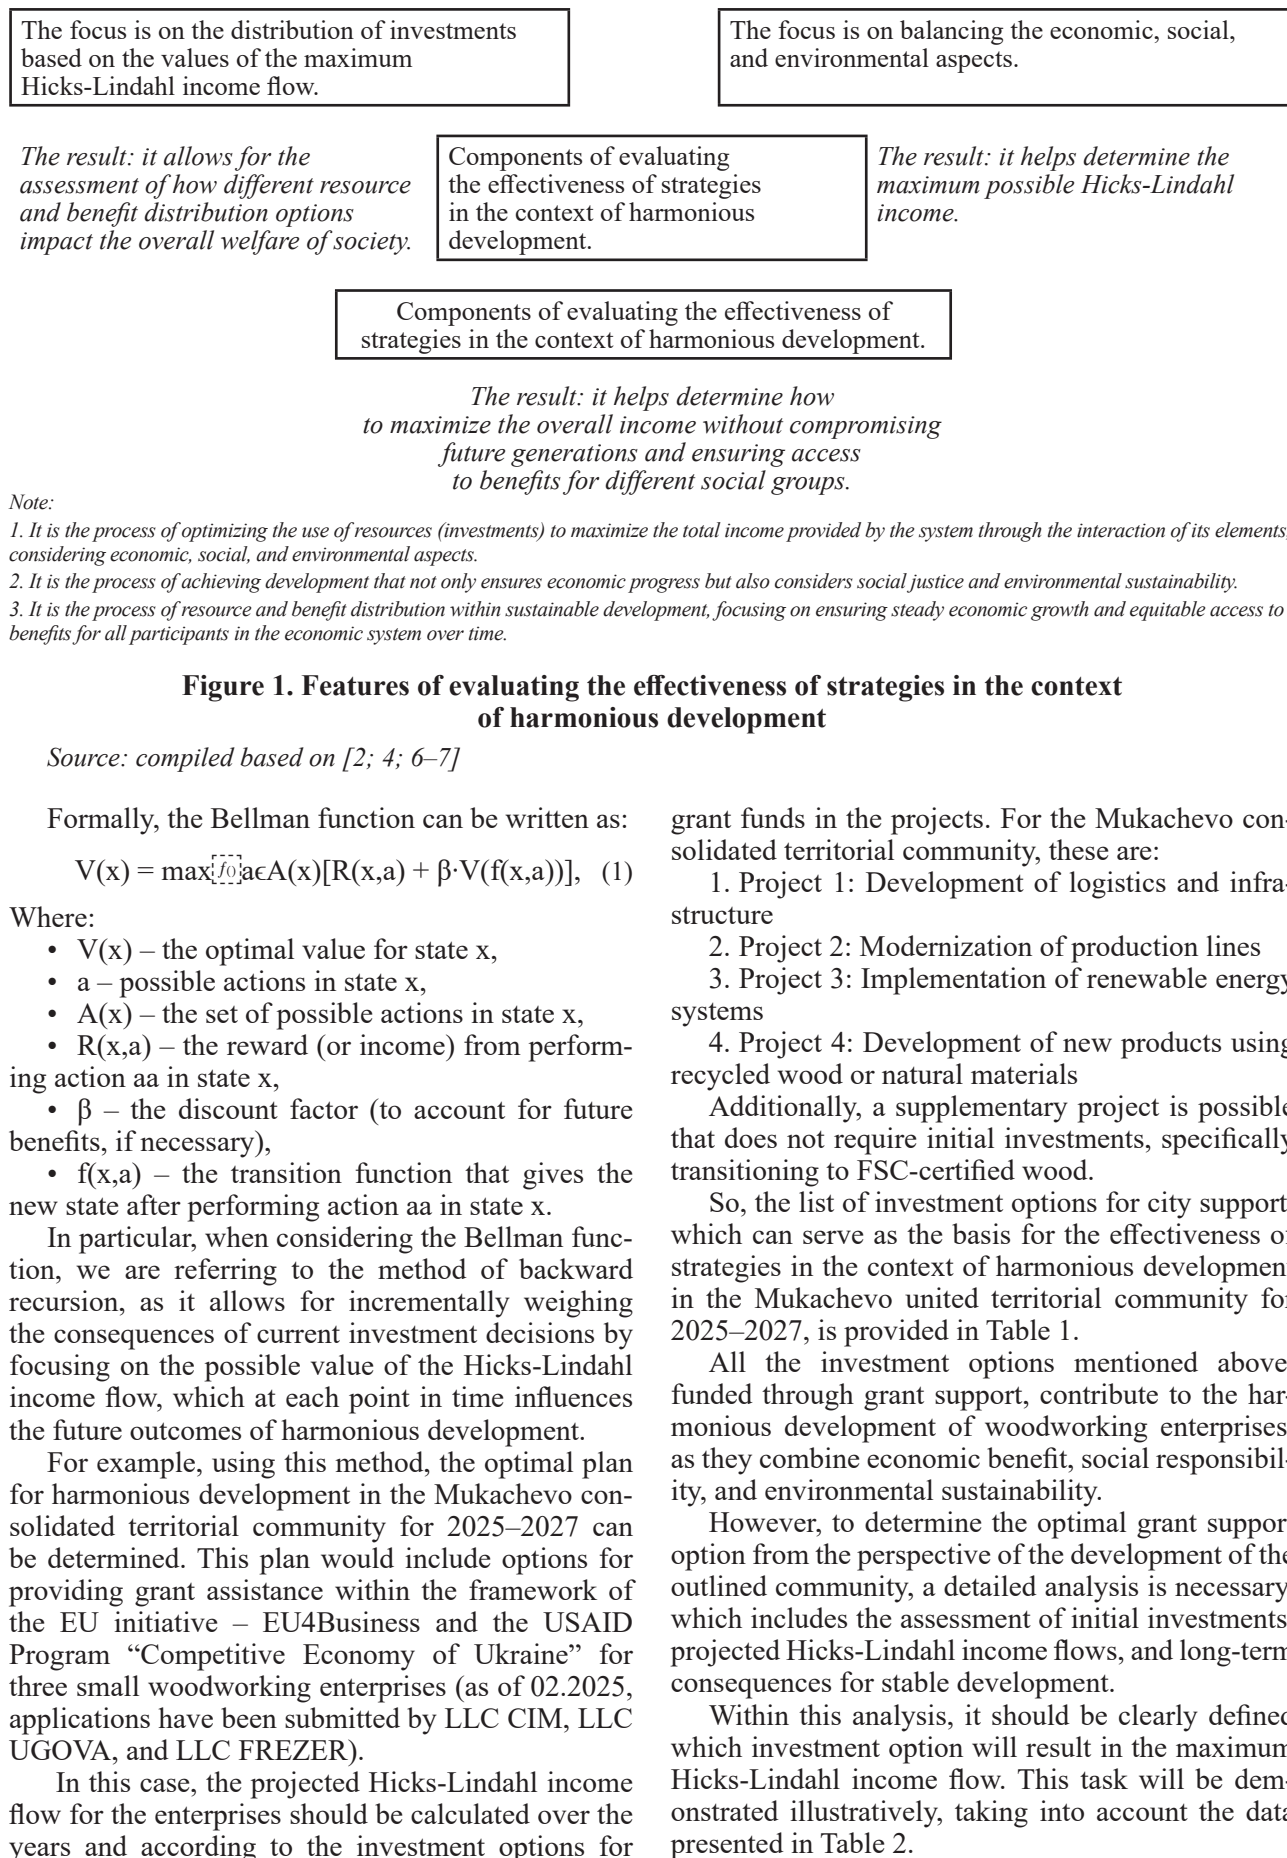 The focus is on the distribution of investments
based on the values of the maximum
Hicks-Lindahl income flow.
The focus is on balancing the economic, social,
and environmental aspects.
The result: it allows for the
assessment of how different resource
and benefit distribution options
impact the overall welfare of society.
Components of evaluating
the effectiveness of strategies
in the context of harmonious
development.
The result: it helps determine the
maximum possible Hicks-Lindahl
income.
Components of evaluating the effectiveness of
strategies in the context of harmonious development.
The result: it helps determine how
to maximize the overall income without compromising
future generations and ensuring access
to benefits for different social groups.
Note:
1. It is the process of optimizing the use of resources (investments) to maximize the total income provided by the system through the interaction of its elements,
considering economic, social, and environmental aspects.
2. It is the process of achieving development that not only ensures economic progress but also considers social justice and environmental sustainability.
3. It is the process of resource and benefit distribution within sustainable development, focusing on ensuring steady economic growth and equitable access to
benefits for all participants in the economic system over time.
Figure 1. Features of evaluating the effectiveness of strategies in the context
of harmonious development
Source: compiled based on [2; 4; 6–7]
Formally, the Bellman function can be written as:
V(x) = max f() aϵA(x)[R(x,a) + β·V(f(x,a))], (1)
Where:
• V(x) – the optimal value for state x,
• a – possible actions in state x,
• A(x) – the set of possible actions in state x,
• R(x,a) – the reward (or income) from perform-
ing action aa in state x,
• β – the discount factor (to account for future
benefits, if necessary),
• f(x,a) – the transition function that gives the
new state after performing action aa in state x.
In particular, when considering the Bellman func-
tion, we are referring to the method of backward
recursion, as it allows for incrementally weighing
the consequences of current investment decisions by
focusing on the possible value of the Hicks-Lindahl
income flow, which at each point in time influences
the future outcomes of harmonious development.
For example, using this method, the optimal plan
for harmonious development in the Mukachevo con-
solidated territorial community for 2025–2027 can
be determined. This plan would include options for
providing grant assistance within the framework of
the EU initiative – EU4Business and the USAID
Program “Competitive Economy of Ukraine” for
three small woodworking enterprises (as of 02.2025,
applications have been submitted by LLC CIM, LLC
UGOVA, and LLC FREZER).
In this case, the projected Hicks-Lindahl income
flow for the enterprises should be calculated over the
years and according to the investment options for
grant funds in the projects. For the Mukachevo con-
solidated territorial community, these are:
1. Project 1: Development of logistics and infra-
structure
2. Project 2: Modernization of production lines
3. Project 3: Implementation of renewable energy
systems
4. Project 4: Development of new products using
recycled wood or natural materials
Additionally, a supplementary project is possible
that does not require initial investments, specifically
transitioning to FSC-certified wood.
So, the list of investment options for city support,
which can serve as the basis for the effectiveness of
strategies in the context of harmonious development
in the Mukachevo united territorial community for
2025–2027, is provided in Table 1.
All the investment options mentioned above,
funded through grant support, contribute to the har-
monious development of woodworking enterprises,
as they combine economic benefit, social responsibil-
ity, and environmental sustainability.
However, to determine the optimal grant support
option from the perspective of the development of the
outlined community, a detailed analysis is necessary,
which includes the assessment of initial investments,
projected Hicks-Lindahl income flows, and long-term
consequences for stable development.
Within this analysis, it should be clearly defined
which investment option will result in the maximum
Hicks-Lindahl income flow. This task will be dem-
onstrated illustratively, taking into account the data
presented in Table 2.